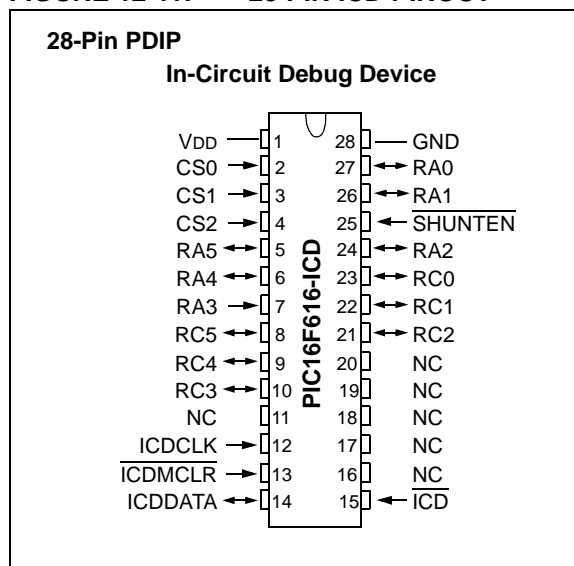 FIGURE 28-PIN ICD PINOUT
28-Pin PDIP
In-Circuit Debug Device
VDD 1 28 GND
CS0 2 27 RA0
CS1 3 26 RA1
CS2 4 25 SHUNTEN
RA5 5 24 RA2
RA4 6 23 RC0
RA3 7 22 RC1
RC5 8 21 RC2
RC4 9 20 NC
RC3 10 19 NC
NC 11 18 NC
ICDCLK 12 17 NC
ICDMCLR 13 16 NC
ICDDATA 14 15 ICD
PIC16F616-ICD